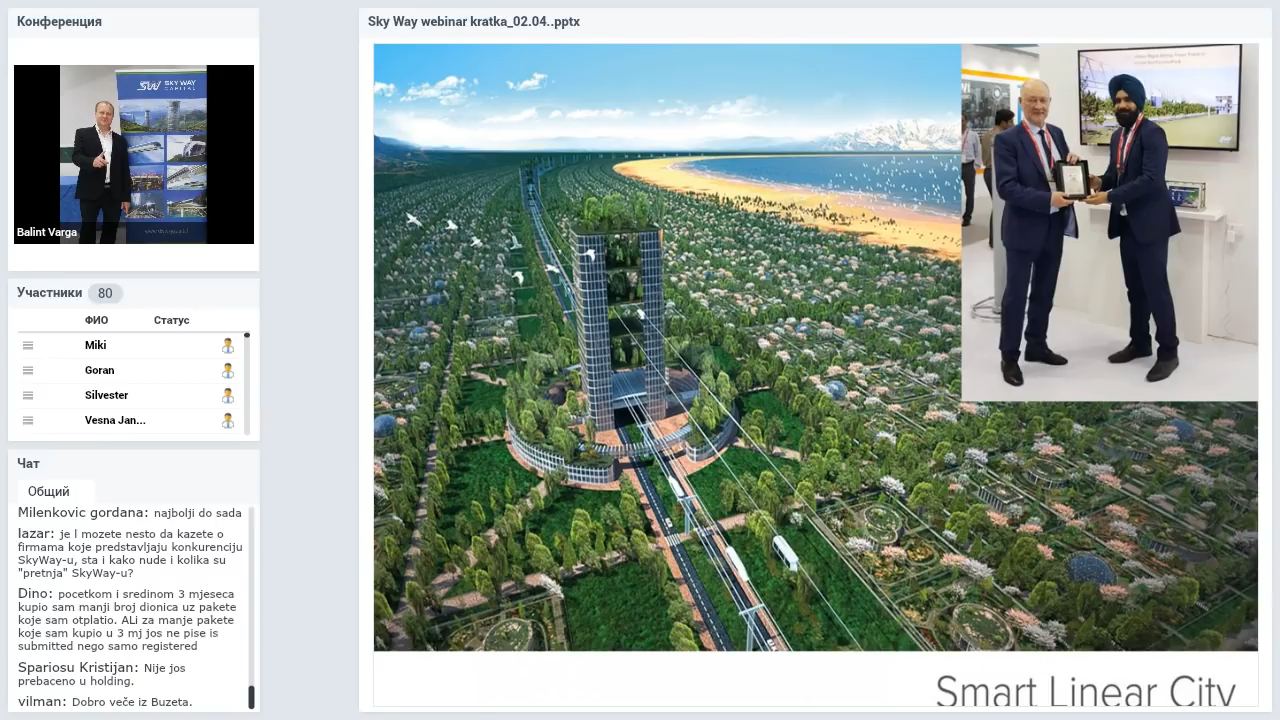 Конференция
SKY WAY
CAPITAL
Balint Varga
Участники 80
ФИО Статус
Miki
Goran
Silvester
Vesna Jan...
Чат
Общий
Milenkovic gordana: najbolji do sada
lazar: je l mozete nesto da kazete o
firmama koje predstavljaju konkurenciju
SkyWay-u, sta i kako nude i kolika su
"pretnja" SkyWay-u?
Dino: pocetkom i sredinom 3 mjeseca
kupio sam manji broj dionica uz pakete
koje sam otplatio. ALi za manje pakete
koje sam kupio u 3 mj jos ne pise is
submitted nego samo registered
Spariosu Kristijan: Nije jos
prebaceno u holding.
vilman: Dobro veče iz Buzeta.
Sky Way webinar kratka_02.04..pptx
Smart Linear City